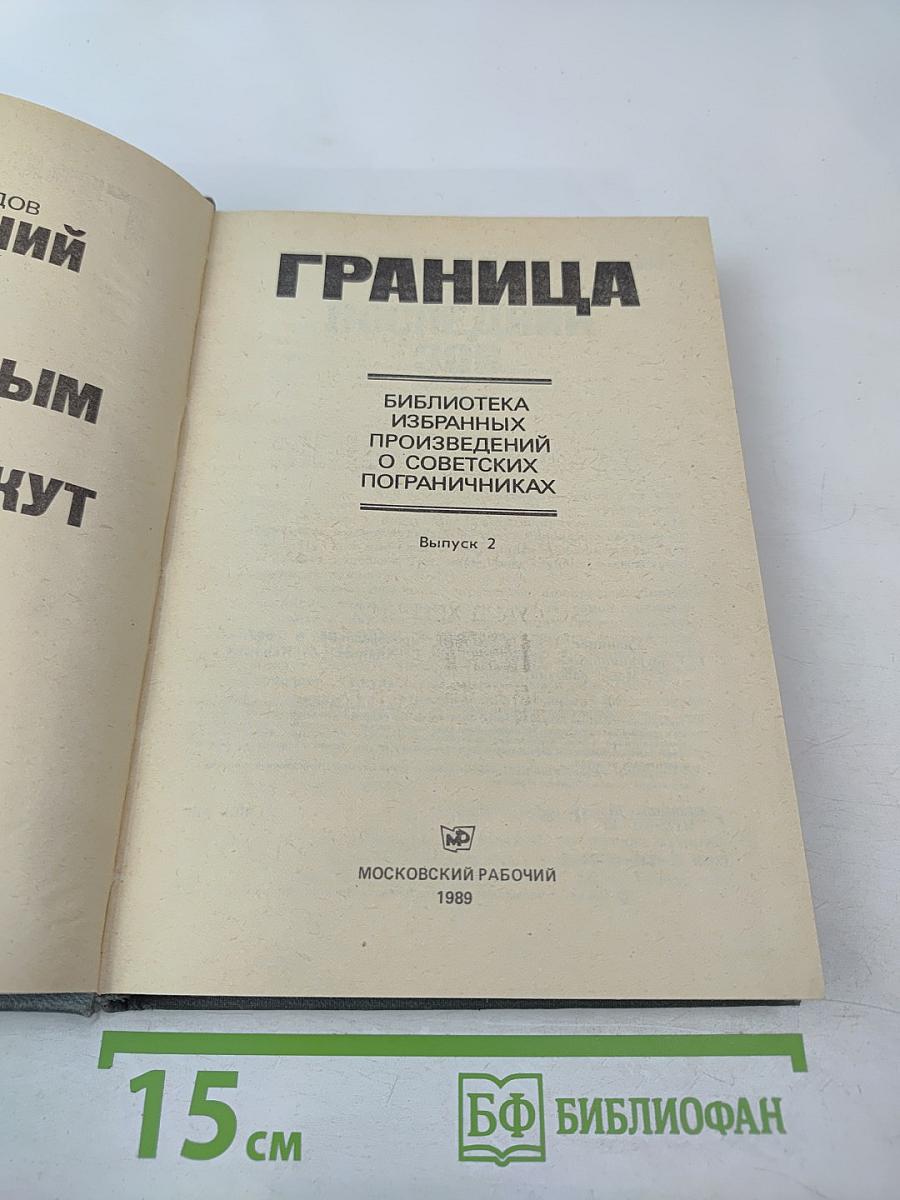 ДОВ
НИЙ
ЫМ
КУТ
ГРАНИЦА
БИБЛИОТЕКА
ИЗБРАННЫХ
ПРОИЗВЕДЕНИЙ
О СОВЕТСКИХ
ПОГРАНИЧНИКАХ
Выпуск 2
МР
МОСКОВСКИЙ РАБОЧИЙ
1989
15 см
БФ БИБЛИОФАН